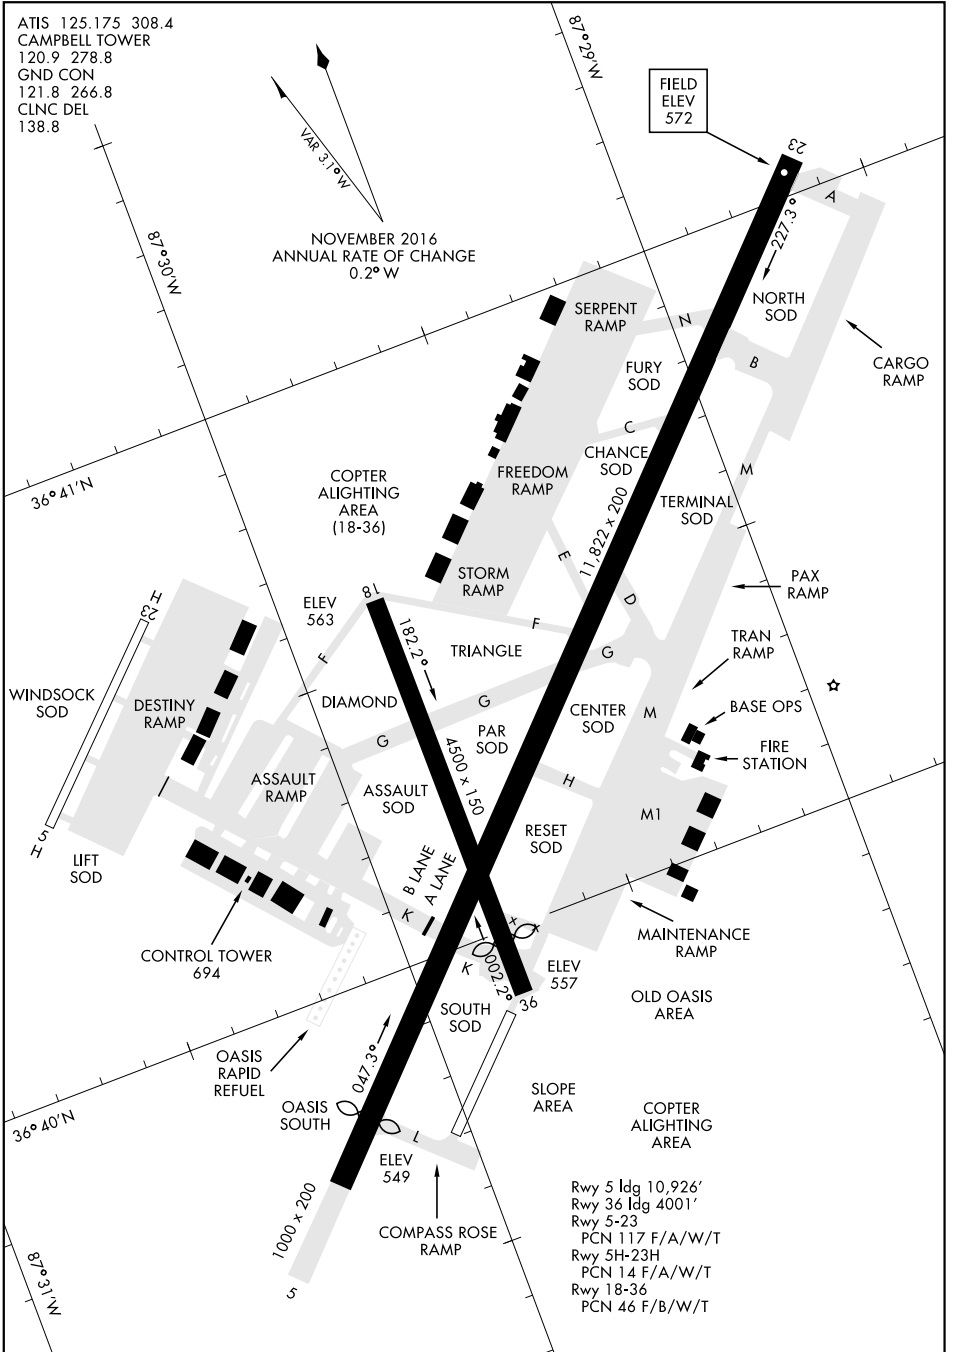 ATIS 125.175 308.4
CAMPBELL TOWER
120.9 278.8
GND CON
121.8 266.8
CLNC DEL
138.8
VAR 3.1° W
NOVEMBER 2016
ANNUAL RATE OF CHANGE
0.2° W
87°29'W
FIELD
ELEV
572
23
A
227.3°
87°30'W
NORTH
SOD
SERPENT
RAMP
N
B
CARGO
RAMP
FURY
SOD
C
CHANCE
SOD
36°41'N
COPTER
ALIGHTING
AREA
(18-36)
FREEDOM
RAMP
M
TERMINAL
SOD
11,822 x 200
E
D
STORM
RAMP
PAX
RAMP
18
ELEV
563
182.2°
F
F
TRIANGLE
G
TRAN
RAMP
H
23
WINDSOCK
SOD
DESTINY
RAMP
DIAMOND
G
G
PAR
SOD
CENTER
SOD
M
BASE OPS
FIRE
STATION
4500 x 150
ASSAULT
RAMP
ASSAULT
SOD
H
M1
RESET
SOD
5
H
LIFT
SOD
B LANE
A LANE
K
x
x
CONTROL TOWER
694
K
002.2°
36
ELEV
557
MAINTENANCE
RAMP
OLD OASIS
AREA
SOUTH
SOD
OASIS
RAPID
REFUEL
047.3°
SLOPE
AREA
36°40'N
OASIS
SOUTH
L
COPTER
ALIGHTING
AREA
ELEV
549
COMPASS ROSE
RAMP
1000 x 200
5
87°31'W
Rwy 5 ldg 10,926'
Rwy 36 ldg 4001'
Rwy 5-23
PCN 117 F/A/W/T
Rwy 5H-23H
PCN 14 F/A/W/T
Rwy 18-36
PCN 46 F/B/W/T